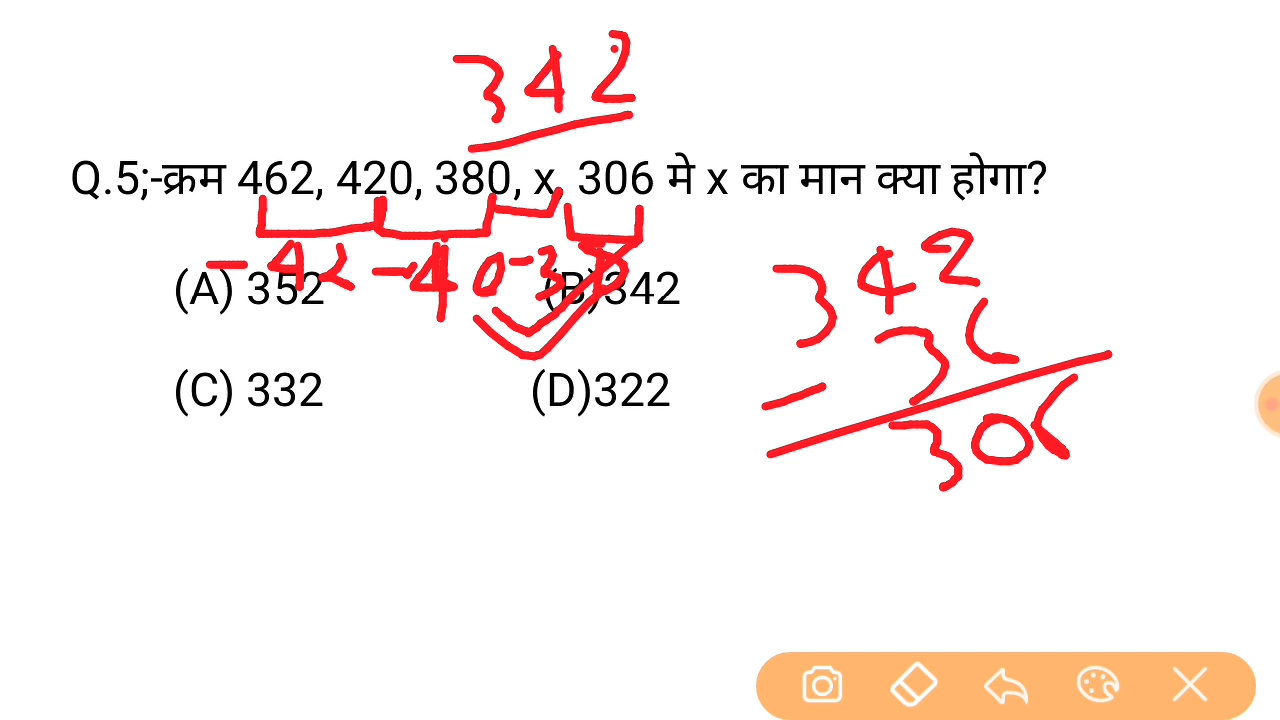 342
Q.5;-क्रम 462, 420, 380, x, 306 मे x का मान क्या होगा?
-42 -40 -38
(A) 352 (B)342
342
36
(C) 332 (D)322
306